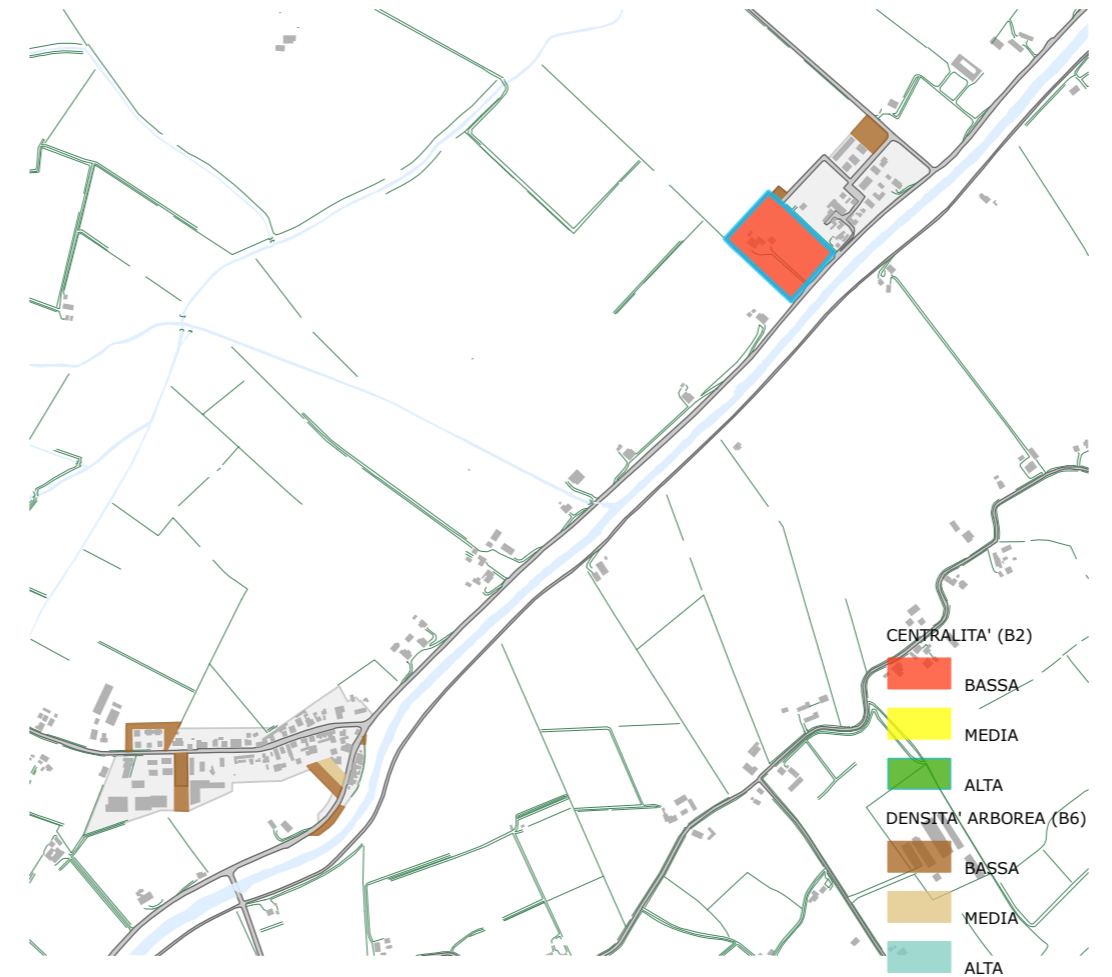 CENTRALITA' (B2)
BASSA
MEDIA
ALTA
DENSITA' ARBOREA (B6)
BASSA
MEDIA
ALTA